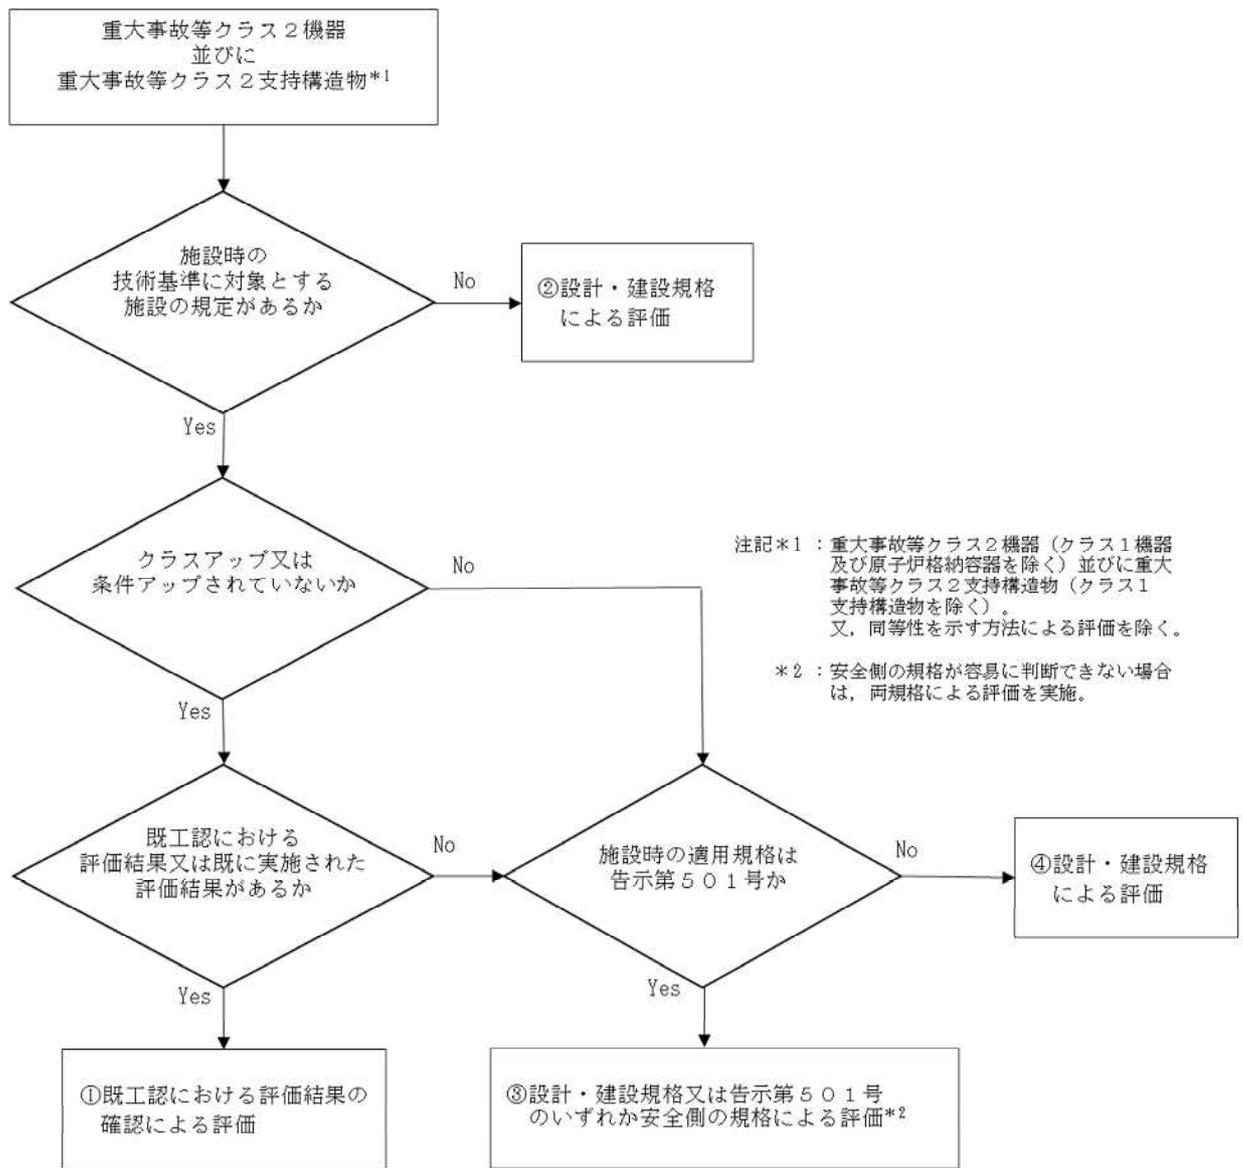 重大事故等クラス２機器
並びに
重大事故等クラス２支持構造物*1
施設時の
技術基準に対象とする
施設の規定があるか
No
②設計・建設規格
による評価
Yes
クラスアップ又は
条件アップされていないか
No
注記＊1：重大事故等クラス２機器（クラス１機器
及び原子炉格納容器を除く）並びに重大
事故等クラス２支持構造物（クラス１
支持構造物を除く）。
又，同等性を示す方法による評価を除く。
＊2：安全側の規格が容易に判断できない場合
は，両規格による評価を実施。
Yes
既工認における
評価結果又は既に実施された
評価結果があるか
No
施設時の適用規格は
告示第５０１号か
No
④設計・建設規格
による評価
Yes
Yes
①既工認における評価結果の
確認による評価
③設計・建設規格又は告示第５０１号
のいずれか安全側の規格による評価*2